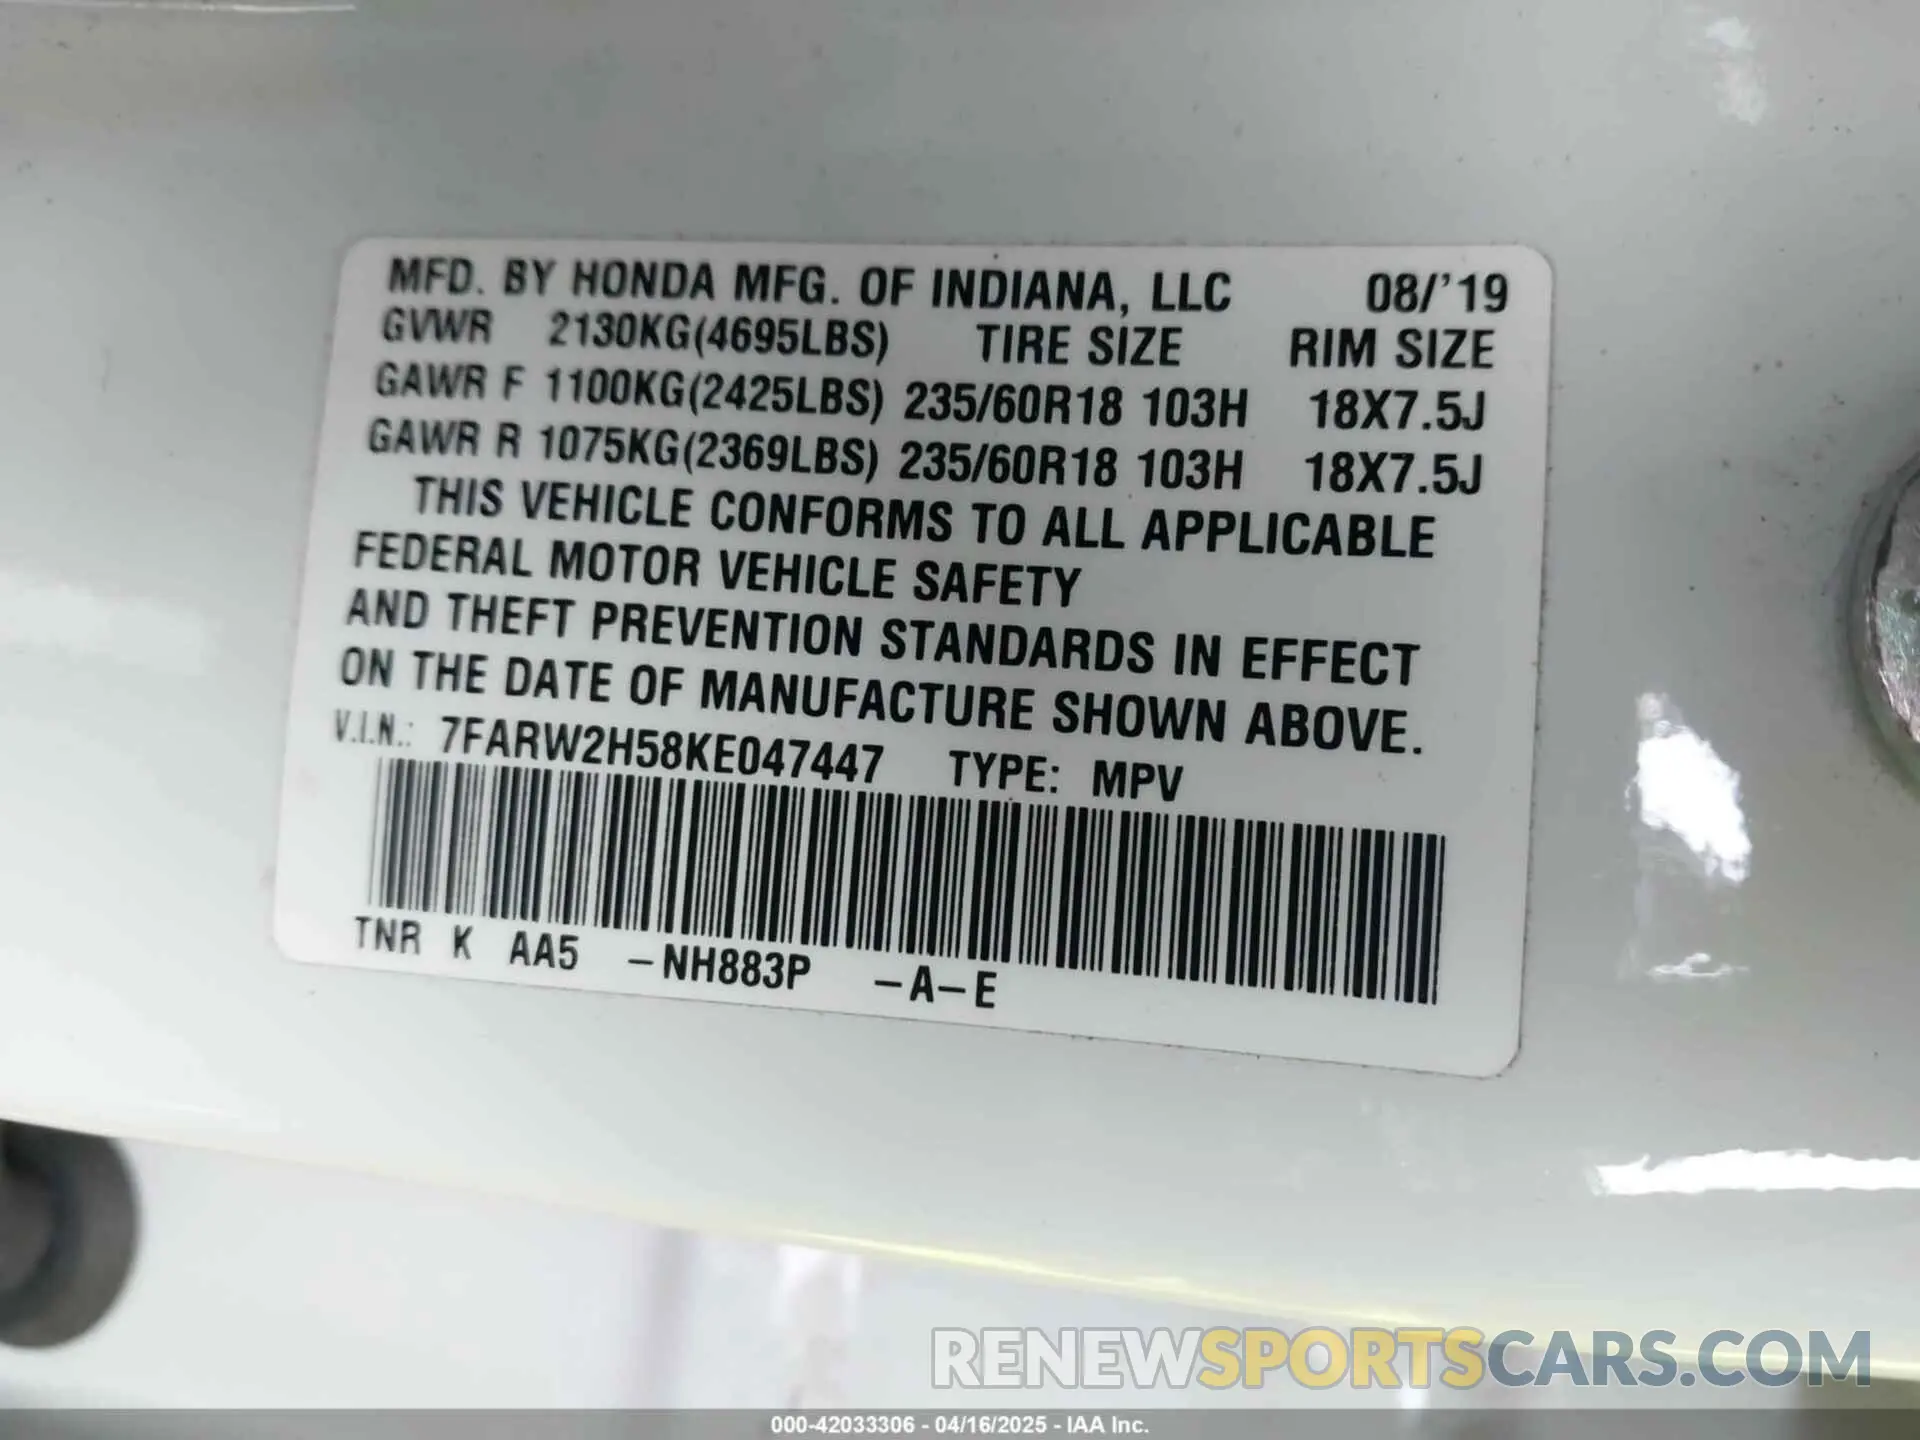 MFD. BY HONDA MFG. OF INDIANA, LLC 08/'19
GVWR 2130KG(4695LBS) TIRE SIZE RIM SIZE
GAWR F 1100KG(2425LBS) 235/60R18 103H 18X7.5J
GAWR R 1075KG(2369LBS) 235/60R18 103H 18X7.5J
THIS VEHICLE CONFORMS TO ALL APPLICABLE
FEDERAL MOTOR VEHICLE SAFETY
AND THEFT PREVENTION STANDARDS IN EFFECT
ON THE DATE OF MANUFACTURE SHOWN ABOVE.
V.I.N.: 7FARW2H58KE047447 TYPE: MPV
TNR K AA5 -NH883P -A-E
RENEWSPORTSCARS.COM
000-42033306 - 04/16/2025 - IAA Inc.